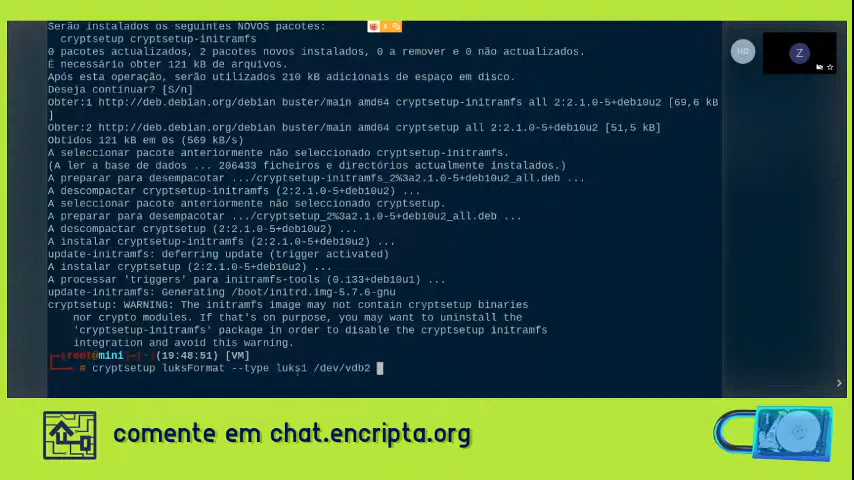 Serão instalados os seguintes NOVOS pacotes:
cryptsetup cryptsetup-initramfs
0 pacotes actualizados, 2 pacotes novos instalados, 0 a remover e 0 não actualizados.
É necessário obter 121 kB de arquivos.
Após esta operação, serão utilizados 210 kB adicionais de espaço em disco.
Deseja continuar? [S/n]
Obter:1 http://deb.debian.org/debian buster/main amd64 cryptsetup-initramfs all 2:2.1.0-5+deb10u2 [69,6 kB
]
Obter:2 http://deb.debian.org/debian buster/main amd64 cryptsetup all 2:2.1.0-5+deb10u2 [51,5 kB]
Obtidos 121 kB em 0s (569 kB/s)
A seleccionar pacote anteriormente não seleccionado cryptsetup-initramfs.
(A ler a base de dados ... 206433 ficheiros e directórios actualmente instalados.)
A preparar para desempacotar .../cryptsetup-initramfs_2%3a2.1.0-5+deb10u2_all.deb ...
A descompactar cryptsetup-initramfs (2:2.1.0-5+deb10u2) ...
A seleccionar pacote anteriormente não seleccionado cryptsetup.
A preparar para desempacotar .../cryptsetup_2%3a2.1.0-5+deb10u2_all.deb ...
A descompactar cryptsetup (2:2.1.0-5+deb10u2) ...
A instalar cryptsetup-initramfs (2:2.1.0-5+deb10u2) ...
update-initramfs: deferring update (trigger activated)
A instalar cryptsetup (2:2.1.0-5+deb10u2) ...
A processar 'triggers' para initramfs-tools (0.133+deb10u1) ...
update-initramfs: Generating /boot/initrd.img-5.7.6-gnu
cryptsetup: WARNING: The initramfs image may not contain cryptsetup binaries
nor crypto modules. If that's on purpose, you may want to uninstall the
'cryptsetup-initramfs' package in order to disable the cryptsetup initramfs
integration and avoid this warning.
root@mini ~ (19:48:51) [VM]
# cryptsetup luksFormat --type luks1 /dev/vdb2
Z
comente em chat.encripta.org